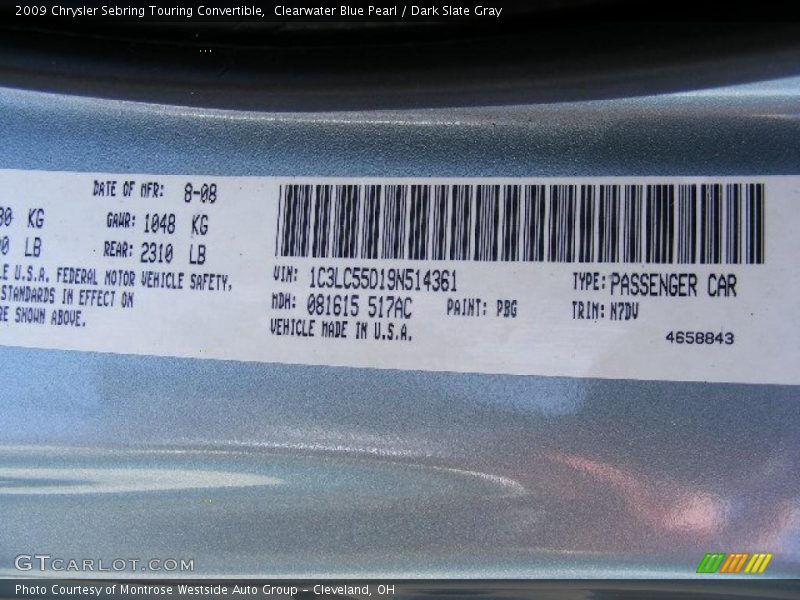 2009 Chrysler Sebring Touring Convertible, Clearwater Blue Pearl / Dark Slate Gray
DATE OF MFR: 8-08
KG GAWR: 1048 KG
LB REAR: 2310 LB
U.S.A. FEDERAL MOTOR VEHICLE SAFETY,
STANDARDS IN EFFECT ON
SHOWN ABOVE.
VIN: 1C3LC55D19N514361
TYPE: PASSENGER CAR
MDH: 081615 517AC
PAINT: PBG
TRIM: N7DV
VEHICLE MADE IN U.S.A.
4658843
GTCARLOT.COM
Photo Courtesy of Montrose Westside Auto Group - Cleveland, OH